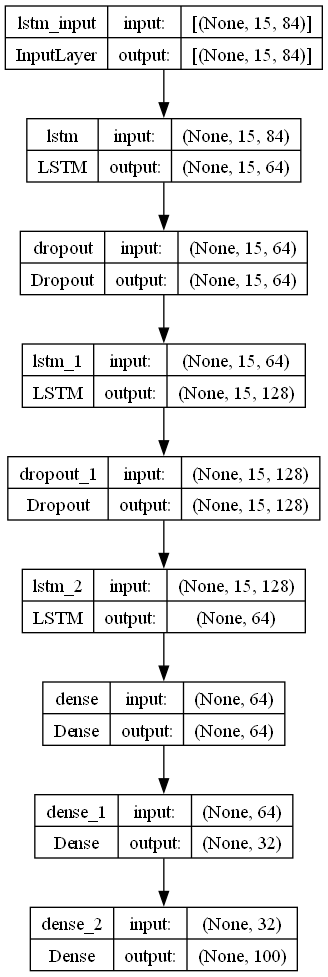 lstm_input input: [(None, 15, 84)]
InputLayer output: [(None, 15, 84)]
lstm input: (None, 15, 84)
LSTM output: (None, 15, 64)
dropout input: (None, 15, 64)
Dropout output: (None, 15, 64)
lstm_1 input: (None, 15, 64)
LSTM output: (None, 15, 128)
dropout_1 input: (None, 15, 128)
Dropout output: (None, 15, 128)
lstm_2 input: (None, 15, 128)
LSTM output: (None, 64)
dense input: (None, 64)
Dense output: (None, 64)
dense_1 input: (None, 64)
Dense output: (None, 32)
dense_2 input: (None, 32)
Dense output: (None, 100)